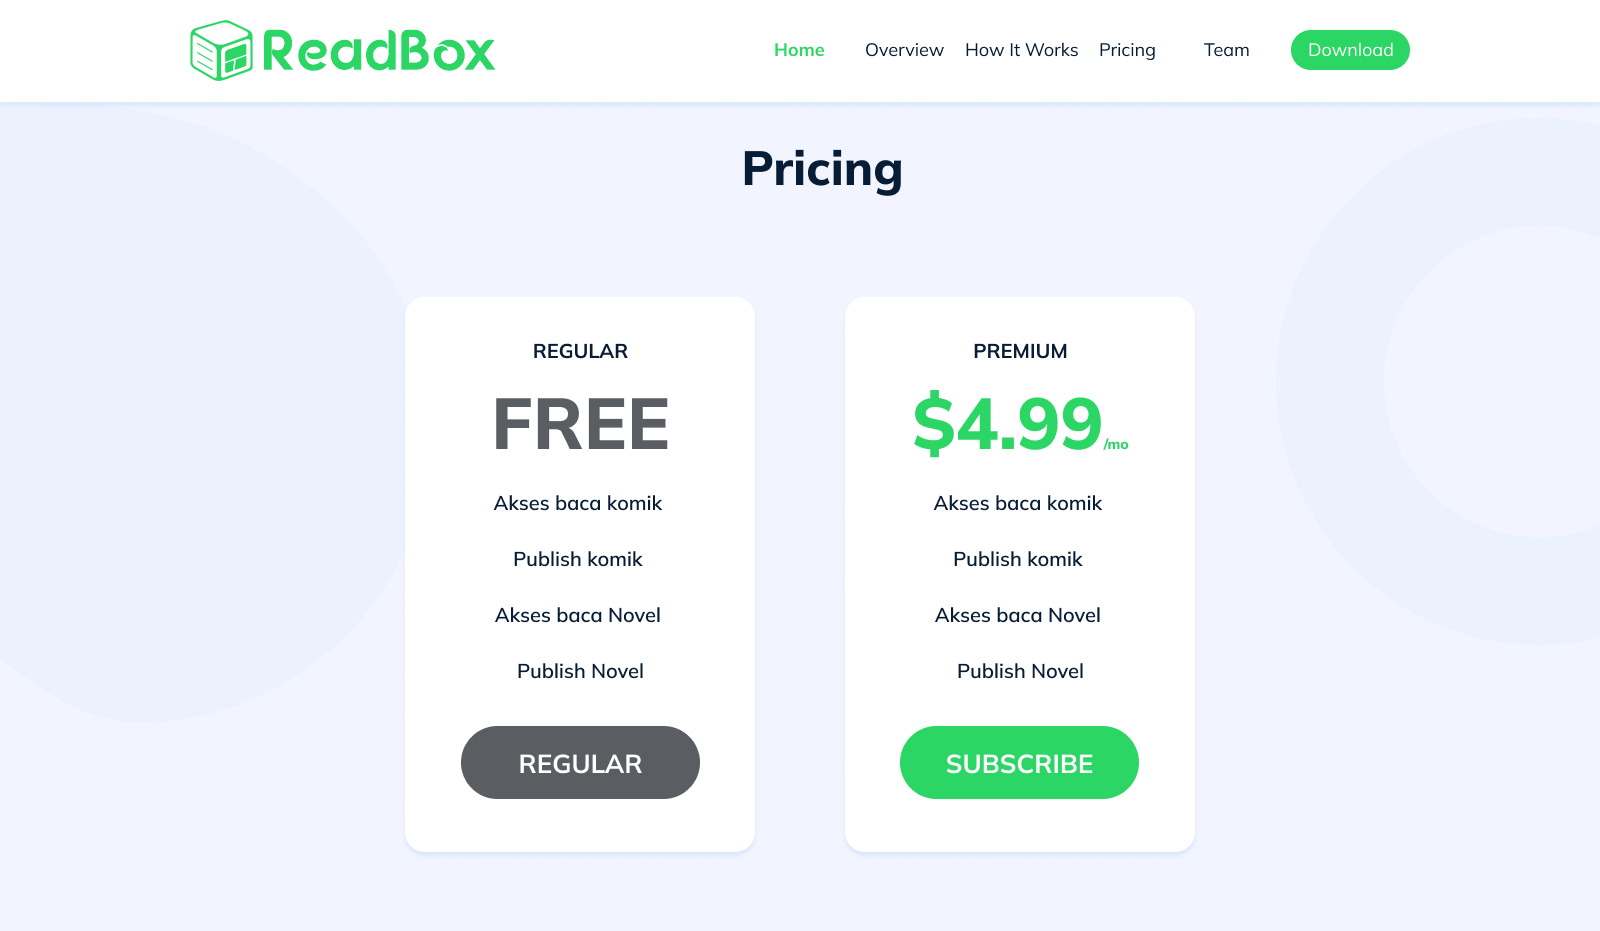 ReadBox
Home Overview How It Works Pricing Team Download
Pricing
REGULAR
FREE
Akses baca komik
Publish komik
Akses baca Novel
Publish Novel
REGULAR
PREMIUM
$4.99/mo
Akses baca komik
Publish komik
Akses baca Novel
Publish Novel
SUBSCRIBE